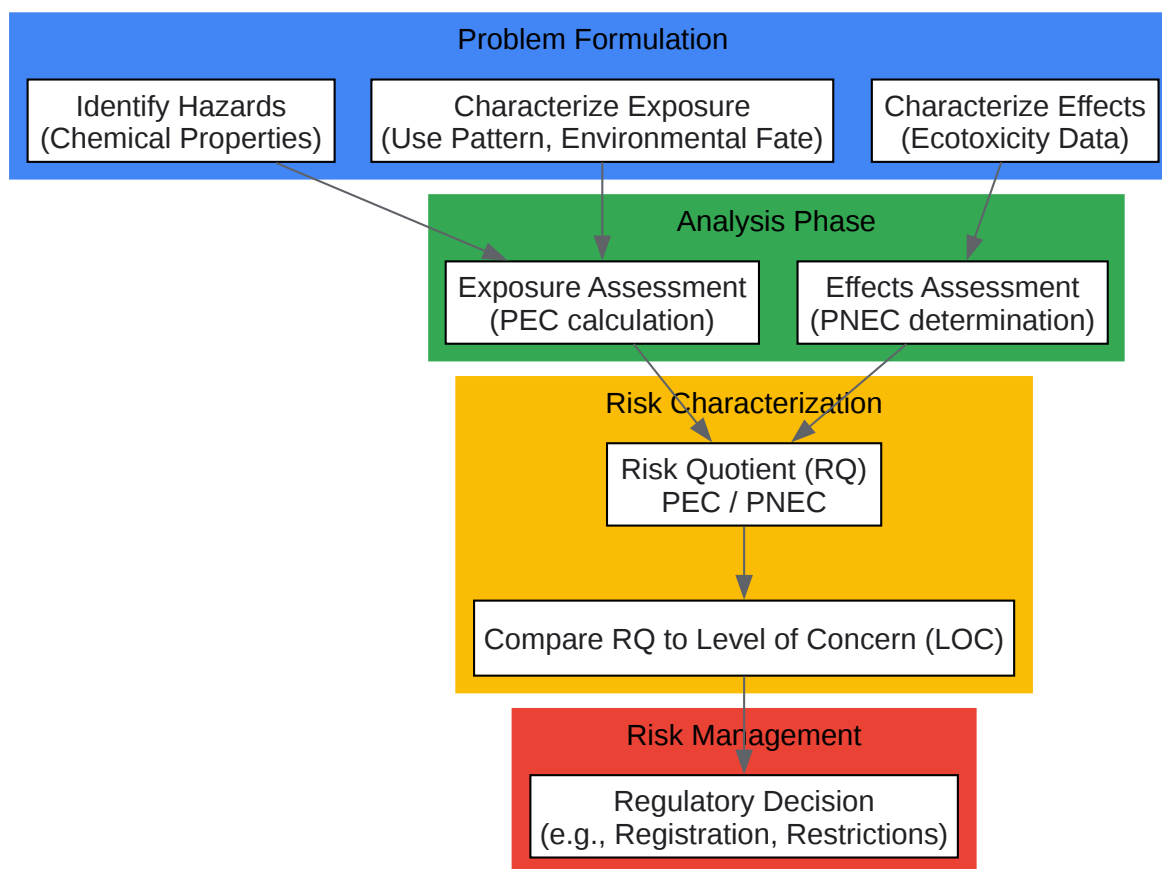 Problem Formulation
Identify Hazards
(Chemical Properties)
Characterize Exposure
(Use Pattern, Environmental Fate)
Characterize Effects
(Ecotoxicity Data)
Analysis Phase
Exposure Assessment
(PEC calculation)
Effects Assessment
(PNEC determination)
Risk Characterization
Risk Quotient (RQ)
PEC / PNEC
Compare RQ to Level of Concern (LOC)
Risk Management
Regulatory Decision
(e.g., Registration, Restrictions)